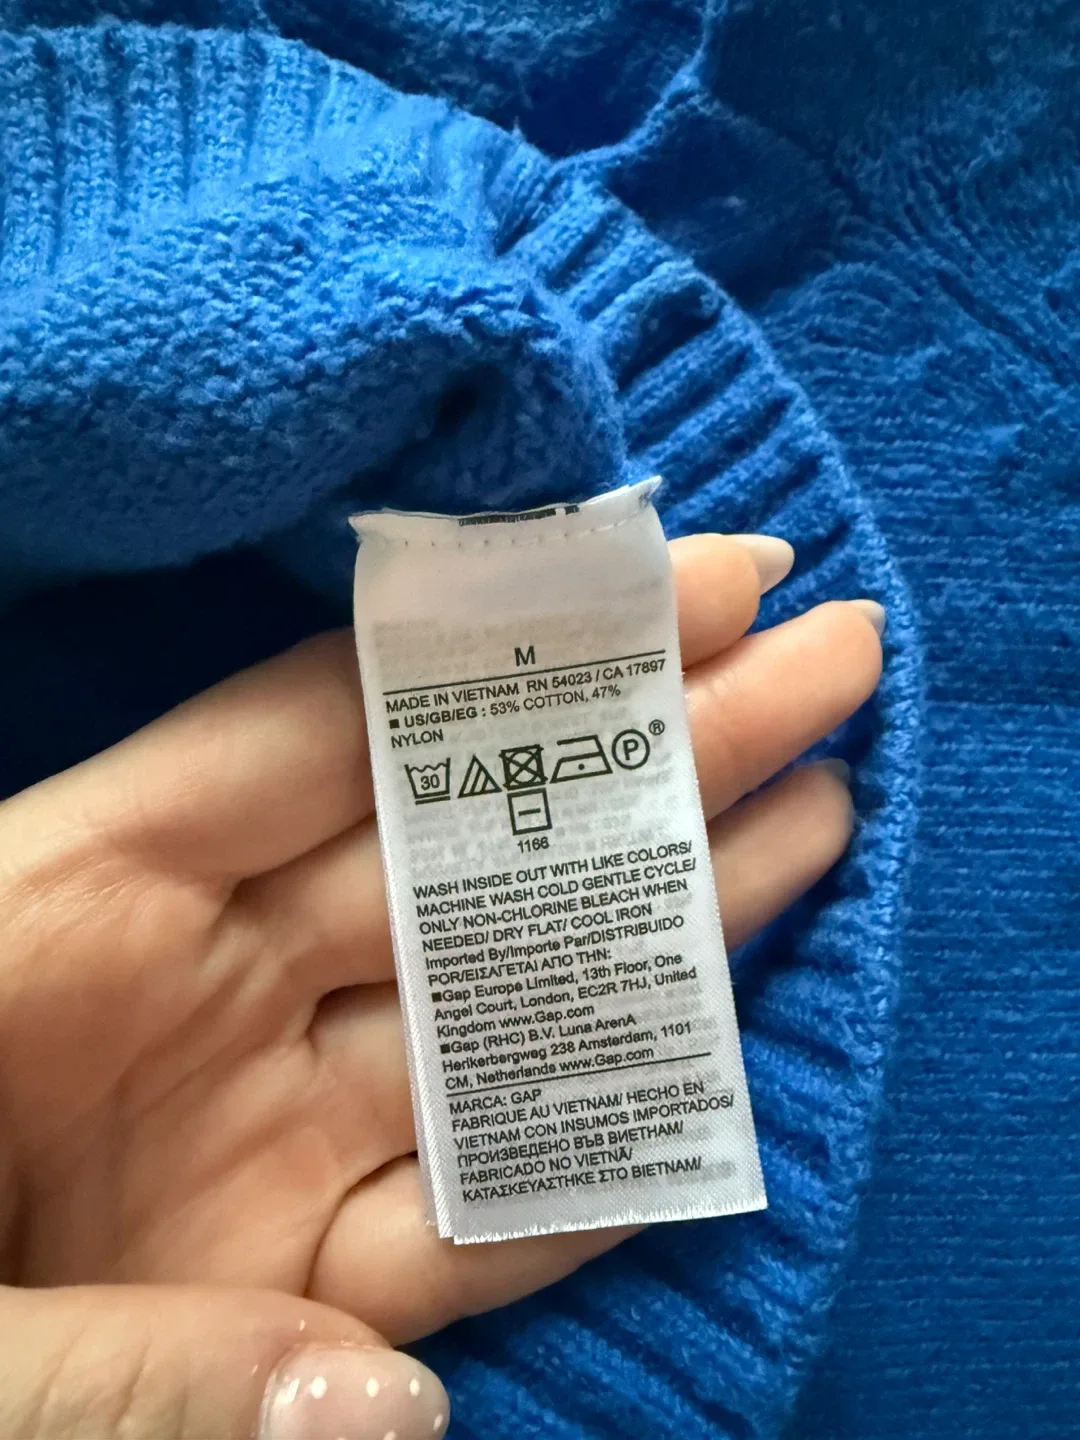 M
MADE IN VIETNAM RN 54023 / CA 17897
■ US/GB/EG : 53% COTTON, 47%
NYLON
30
P®
1166
WASH INSIDE OUT WITH LIKE COLORS/
MACHINE WASH COLD GENTLE CYCLE/
ONLY NON-CHLORINE BLEACH WHEN
NEEDED/ DRY FLAT/ COOL IRON
Imported By/Importe Par/DISTRIBUIDO
POR/ΕΙΣΑΓΕΤΑΙ ΑΠΟ ΤΗΝ:
■Gap Europe Limited, 13th Floor, One
Angel Court, London, EC2R 7HJ, United
Kingdom www.Gap.com
■Gap (RHC) B.V. Luna ArenA
Herikerbergweg 238 Amsterdam, 1101
CM, Netherlands www.Gap.com
MARCA: GAP
FABRIQUE AU VIETNAM/ HECHO EN
VIETNAM CON INSUMOS IMPORTADOS/
ПРОИЗВЕДЕНО ВЪВ ВИЕТНАМ/
FABRICADO NO VIETNÃ/
ΚΑΤΑΣΚΕΥΑΣΤΗΚΕ ΣΤΟ ΒΙΕΤΝΑΜ/